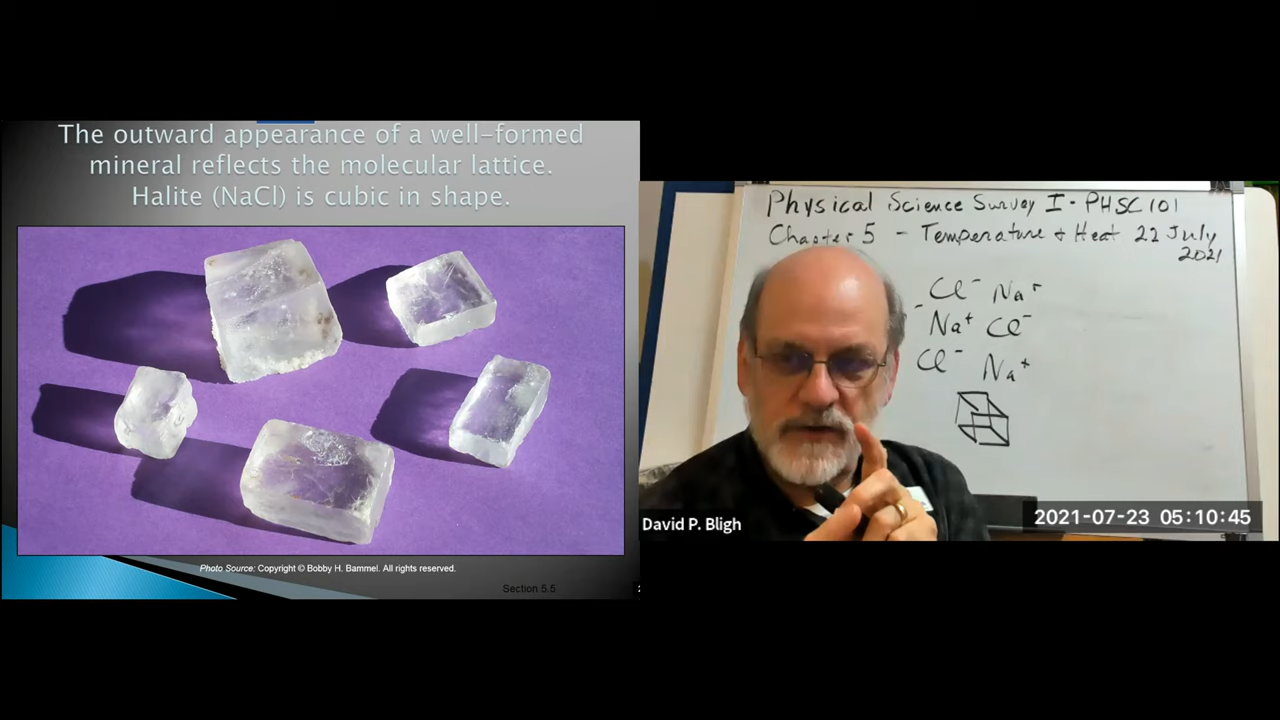 The outward appearance of a well-formed
mineral reflects the molecular lattice.
Halite (NaCl) is cubic in shape.
Photo Source: Copyright © Bobby H. Bammel. All rights reserved.
Section 5.5
Physical Science Survey I - PHSC 101
Chapter 5 - Temperature & Heat 22 July
2021
Cl⁻ Na⁺
Na⁺ Cl⁻
Cl⁻ Na⁺
David P. Bligh
2021-07-23 05:10:45